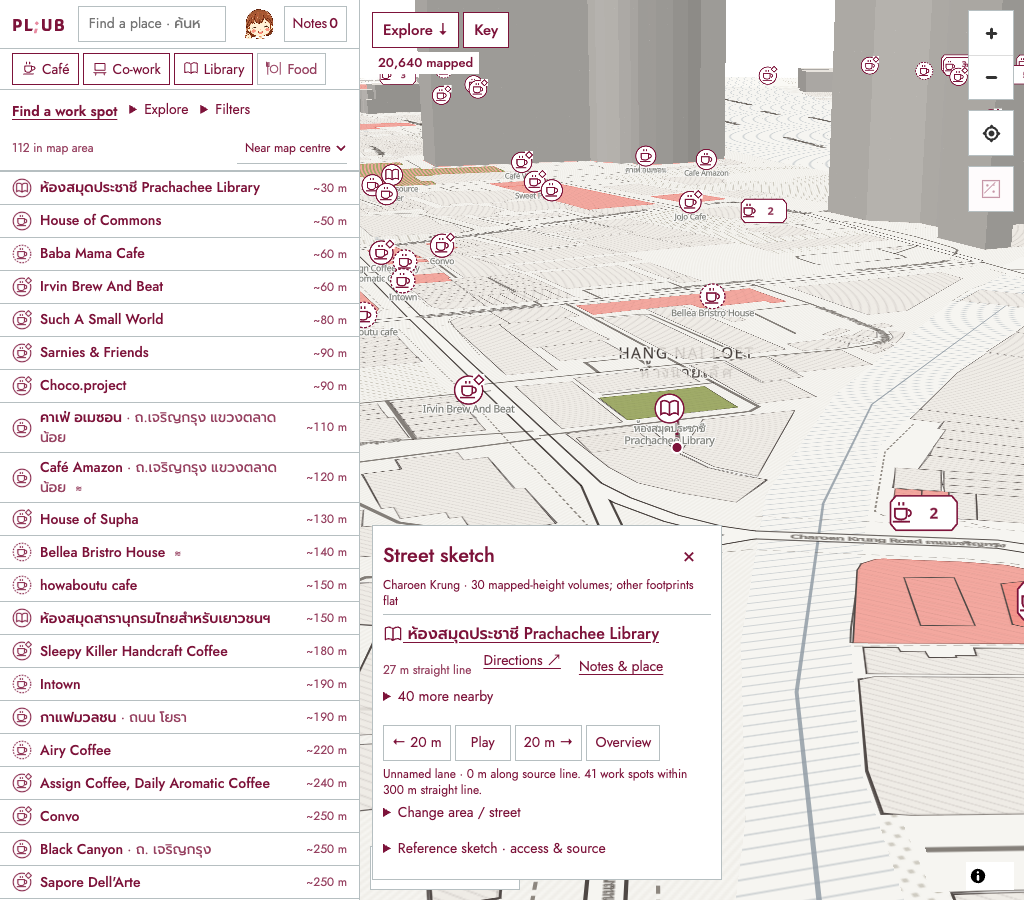 PL;UB
Find a place · ค้นหา
Notes 0
Café
Co-work
Library
Food
Find a work spot
Explore
Filters
112 in map area
Near map centre
ห้องสมุดประชาชี Prachachee Library
~30 m
House of Commons
~50 m
Baba Mama Cafe
~60 m
Irvin Brew And Beat
~60 m
Such A Small World
~80 m
Sarnies & Friends
~90 m
Choco.project
~90 m
คาเฟ่ อเมซอน · ถ.เจริญกรุง แขวงตลาด
น้อย
~110 m
Café Amazon · ถ.เจริญกรุง แขวงตลาด
น้อย ≈
~120 m
House of Supha
~130 m
Bellea Bristro House ≈
~140 m
howaboutu cafe
~150 m
ห้องสมุดสารานุกรมไทยสำหรับเยาวชนฯ
~150 m
Sleepy Killer Handcraft Coffee
~180 m
Intown
~190 m
กาแฟมวลชน · ถนน โยธา
~190 m
Airy Coffee
~220 m
Assign Coffee, Daily Aromatic Coffee
~240 m
Convo
~250 m
Black Canyon · ถ. เจริญกรุง
~250 m
Sapore Dell'Arte
~250 m
Explore ↓
Key
20,640 mapped
+
−
Cafe Amazon
JoJo Cafe
2
Convo
Intown
Bellea Bristro House
HANG NAI LOET
Irvin Brew And Beat
ห้องสมุดประชาชี
Prachachee Library
2
Charoen Krung Road
Street sketch
×
Charoen Krung · 30 mapped-height volumes; other footprints
flat
ห้องสมุดประชาชี Prachachee Library
27 m straight line
Directions ↗
Notes & place
40 more nearby
← 20 m
Play
20 m →
Overview
Unnamed lane · 0 m along source line. 41 work spots within
300 m straight line.
Change area / street
Reference sketch · access & source